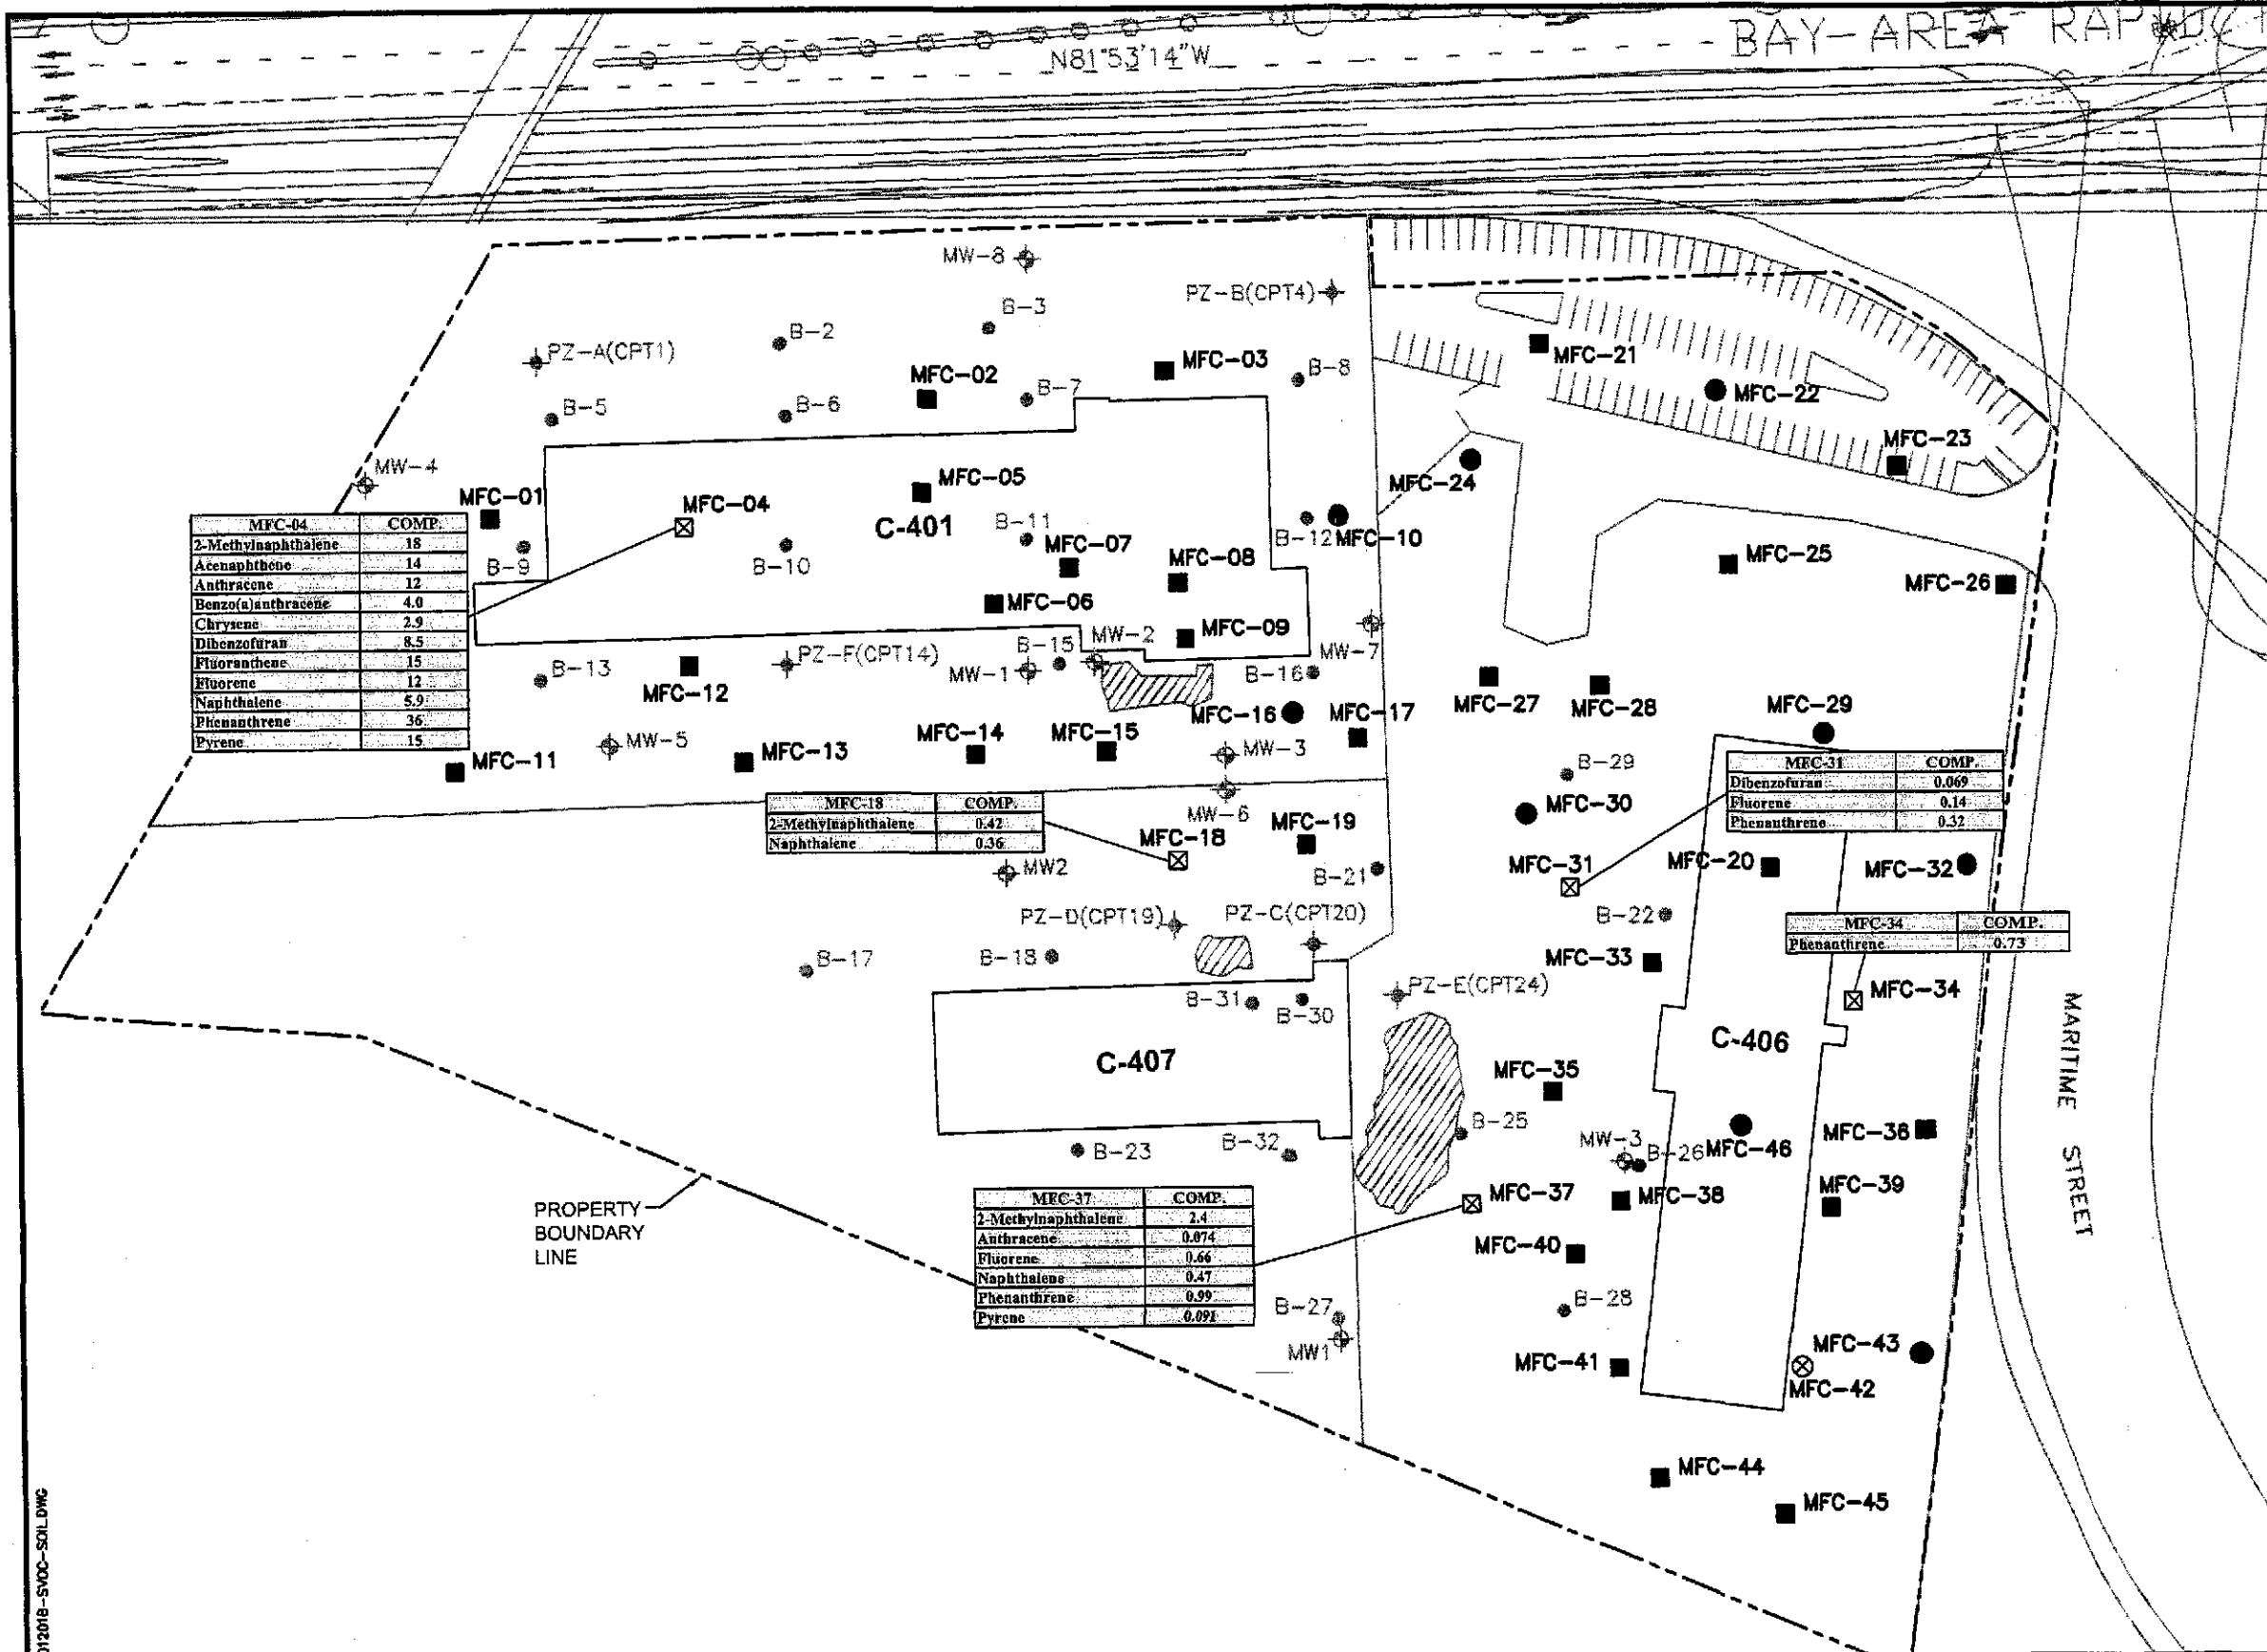 BAY-AREA RAPID
N81°53'14"W
MW-8
PZ-B(CPT4)
B-3
B-2
PZ-A(CPT1)
MFC-21
MFC-03
B-8
MFC-02
B-7
MFC-22
B-5
B-6
MFC-23
MW-4
MFC-01
MFC-04
MFC-05
C-401
MFC-24
B-11
B-12
MFC-10
B-9
B-10
MFC-07
MFC-08
MFC-25
MFC-26
MFC-06
MFC-09
MFC-04 COMP.
2-Methylnaphthalene 18
Acenaphthene 14
Anthracene 12
Benzo(a)anthracene 4.0
Chrysene 2.9
Dibenzofuran 8.5
Fluoranthene 15
Fluorene 12
Naphthalene 5.9
Phenanthrene 36
Pyrene 15
B-13
MFC-12
PZ-F(CPT14)
MW-1
B-15
MW-2
B-16
MW-7
MFC-27
MFC-28
MFC-29
MFC-16
MFC-17
MFC-11
MW-5
MFC-13
MFC-14
MFC-15
MW-3
B-29
MFC-31 COMP.
Dibenzofuran 0.069
Fluorene 0.14
Phenanthrene 0.32
MFC-18 COMP.
2-Methylnaphthalene 0.42
Naphthalene 0.36
MW-6
MFC-18
MFC-19
MFC-30
MW2
B-21
MFC-31
MFC-20
MFC-32
PZ-D(CPT19)
PZ-C(CPT20)
B-22
MFC-34 COMP.
Phenanthrene 0.73
B-17
B-18
MFC-33
B-31
B-30
PZ-E(CPT24)
MFC-34
C-407
C-406
MARITIME STREET
MFC-35
B-23
B-32
B-25
MW-3
B-26
MFC-46
MFC-36
MFC-37 COMP.
2-Methylnaphthalene 2.4
Anthracene 0.074
Fluorene 0.66
Naphthalene 0.47
Phenanthrene 0.99
Pyrene 0.091
MFC-37
MFC-38
MFC-39
PROPERTY
BOUNDARY
LINE
MFC-40
B-27
B-28
MW1
MFC-41
MFC-43
MFC-42
MFC-44
MFC-45
01201B-SVOC-SOIL.DWG